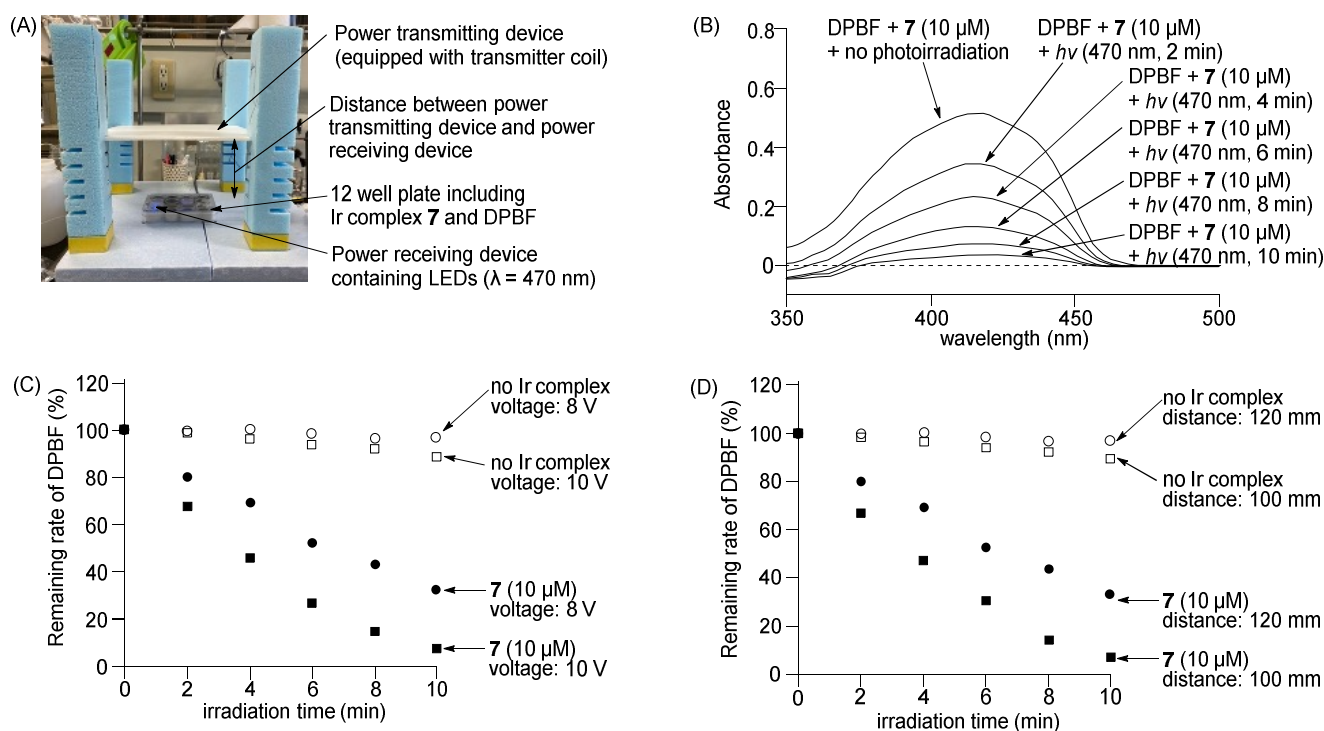 (A)
Power transmitting device
(equipped with transmitter coil)
Distance between power
transmitting device and power
receiving device
12 well plate including
Ir complex 7 and DPBF
Power receiving device
containing LEDs (λ = 470 nm)
(B)
Absorbance
0.8
0.6
0.4
0.2
0
350
400
450
500
wavelength (nm)
DPBF + 7 (10 µM)
+ no photoirradiation
DPBF + 7 (10 µM)
+ hν (470 nm, 2 min)
DPBF + 7 (10 µM)
+ hν (470 nm, 4 min)
DPBF + 7 (10 µM)
+ hν (470 nm, 6 min)
DPBF + 7 (10 µM)
+ hν (470 nm, 8 min)
DPBF + 7 (10 µM)
+ hν (470 nm, 10 min)
(C)
Remaining rate of DPBF (%)
120
100
80
60
40
20
0
0
2
4
6
8
10
irradiation time (min)
no Ir complex
voltage: 8 V
no Ir complex
voltage: 10 V
7 (10 µM)
voltage: 8 V
7 (10 µM)
voltage: 10 V
(D)
Remaining rate of DPBF (%)
120
100
80
60
40
20
0
0
2
4
6
8
10
irradiation time (min)
no Ir complex
distance: 120 mm
no Ir complex
distance: 100 mm
7 (10 µM)
distance: 120 mm
7 (10 µM)
distance: 100 mm